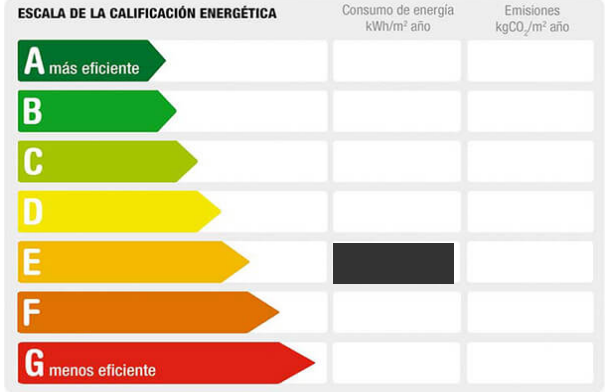 ESCALA DE LA CALIFICACIÓN ENERGÉTICA
Consumo de energía
kWh/m² año
Emisiones
kgCO₂/m² año
A más eficiente
B
C
D
E
F
G menos eficiente